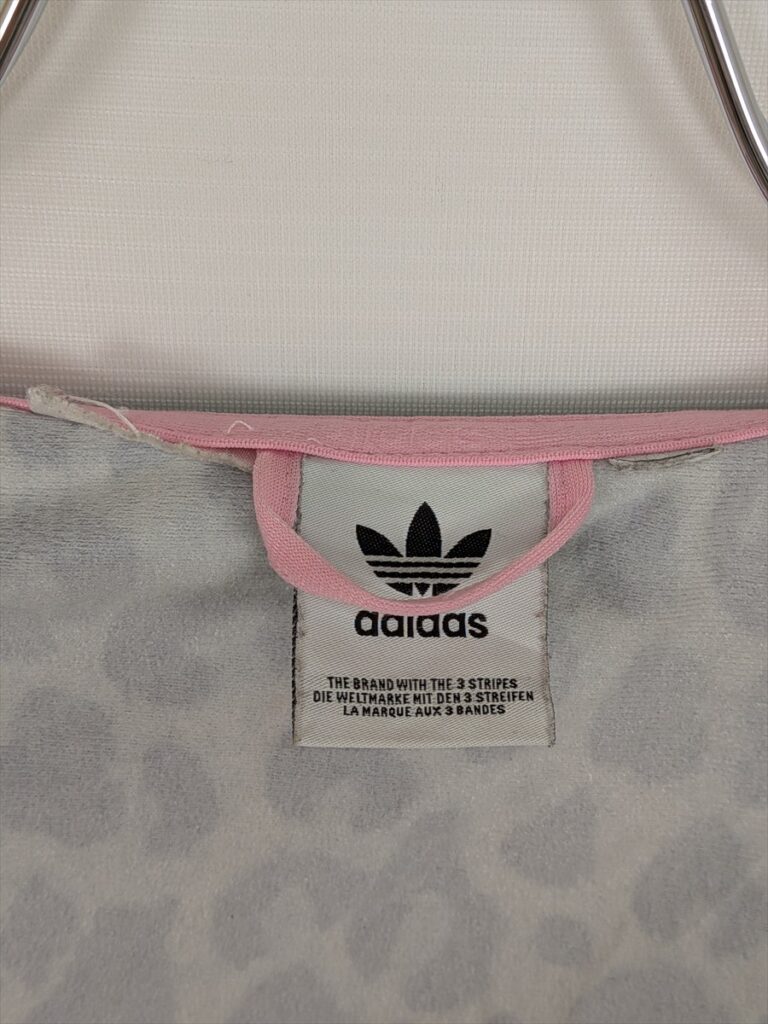 adidas
THE BRAND WITH THE 3 STRIPES
DIE WELTMARKE MIT DEN 3 STREIFEN
LA MARQUE AUX 3 BANDES